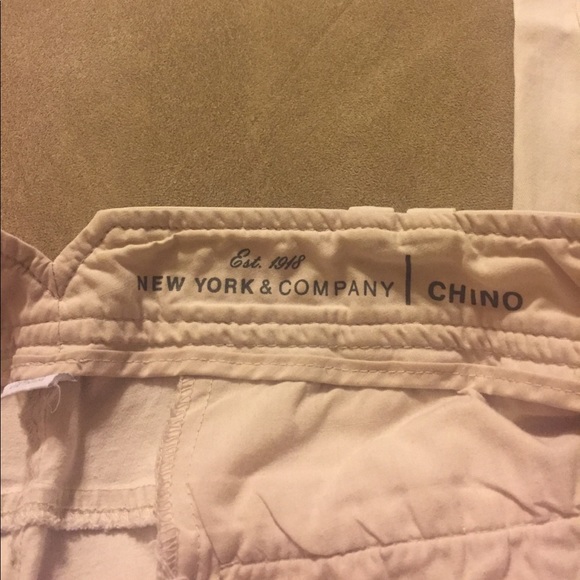 Est. 1918
NEW YORK & COMPANY | CHINO